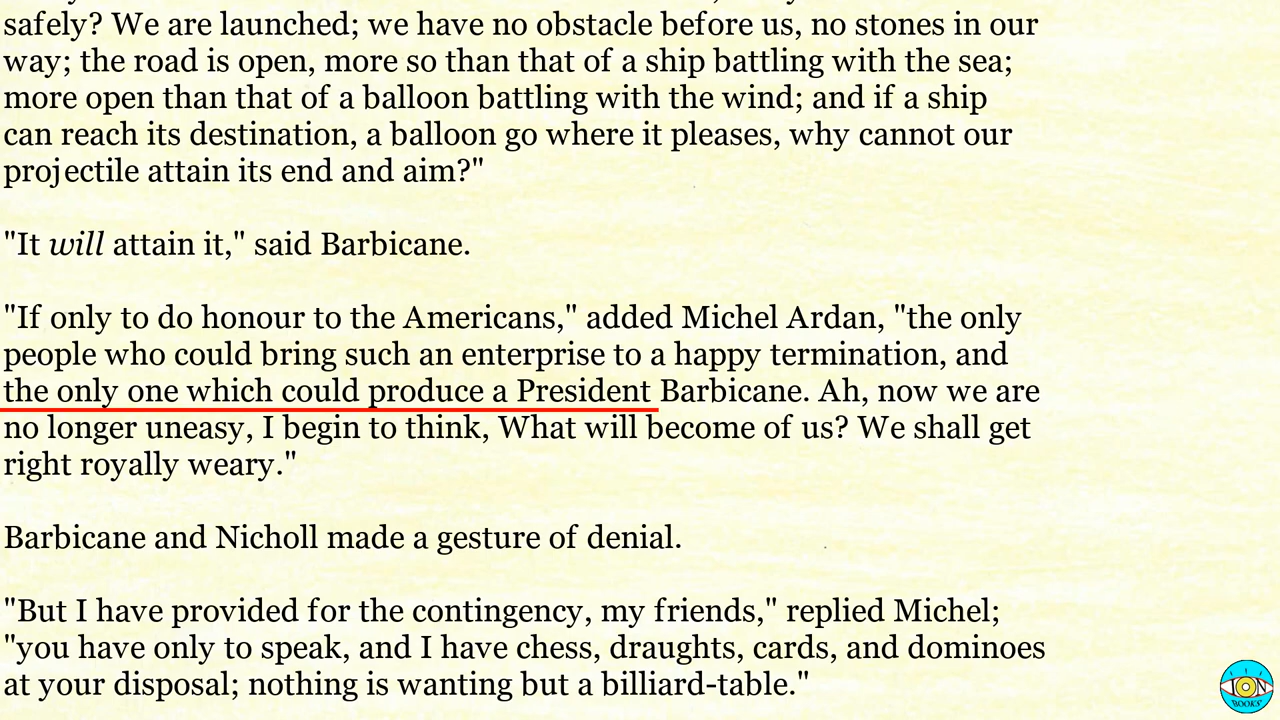 safely? We are launched; we have no obstacle before us, no stones in our
way; the road is open, more so than that of a ship battling with the sea;
more open than that of a balloon battling with the wind; and if a ship
can reach its destination, a balloon go where it pleases, why cannot our
projectile attain its end and aim?"
"It will attain it," said Barbicane.
"If only to do honour to the Americans," added Michel Ardan, "the only
people who could bring such an enterprise to a happy termination, and
the only one which could produce a President Barbicane. Ah, now we are
no longer uneasy, I begin to think, What will become of us? We shall get
right royally weary."
Barbicane and Nicholl made a gesture of denial.
"But I have provided for the contingency, my friends," replied Michel;
"you have only to speak, and I have chess, draughts, cards, and dominoes
at your disposal; nothing is wanting but a billiard-table."
ION
BOOKS